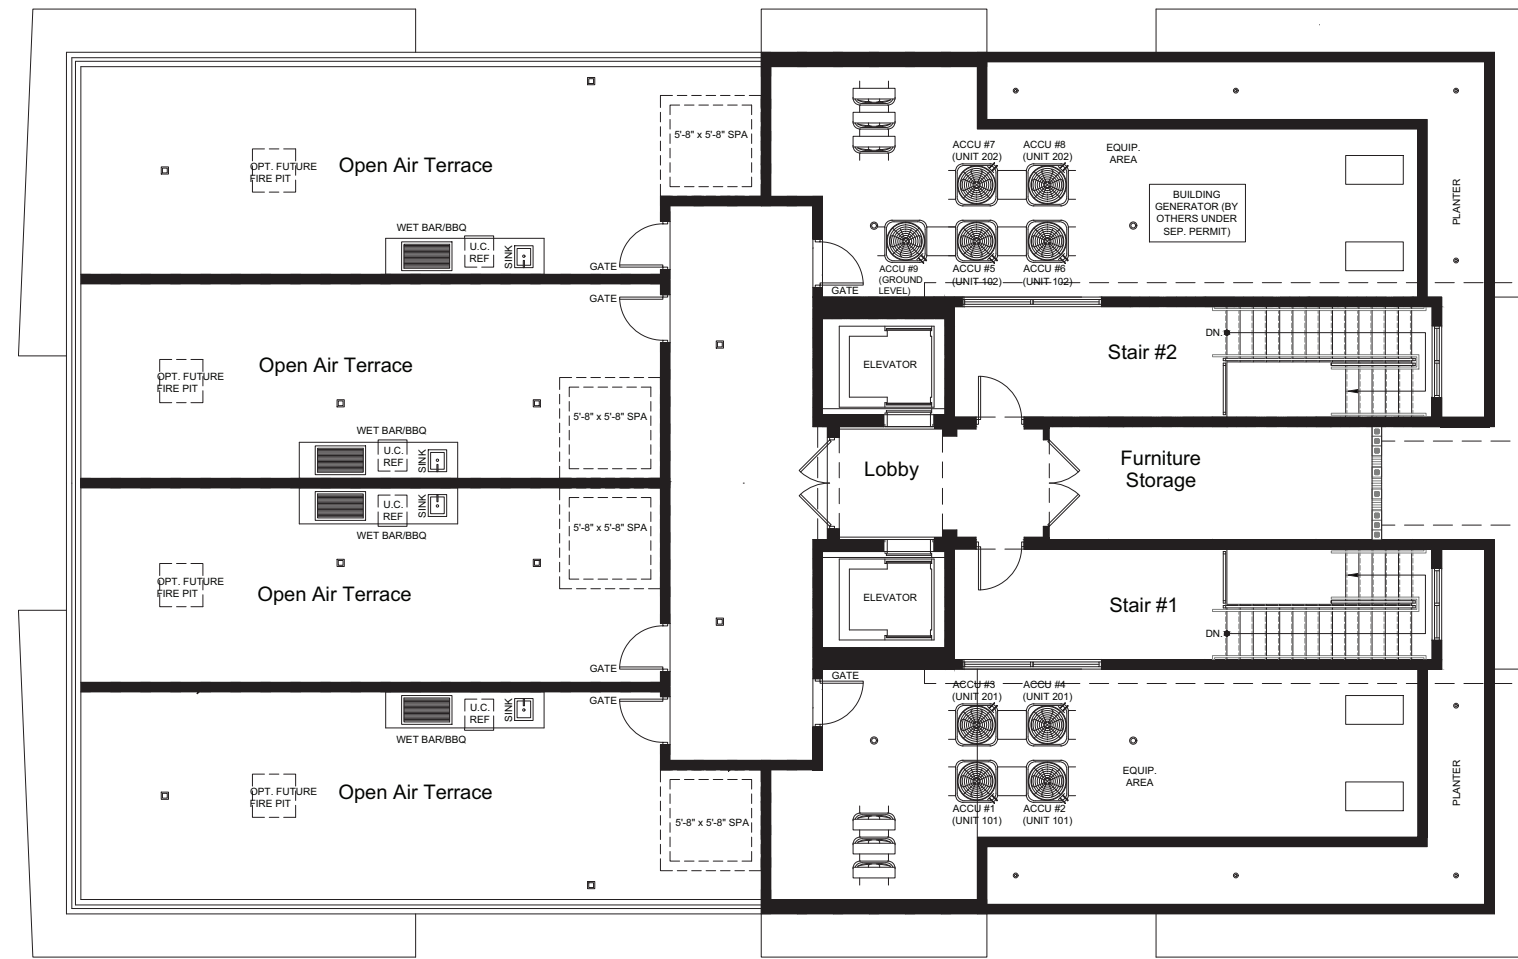 5'-8" x 5'-8" SPA
OPT. FUTURE
FIRE PIT
Open Air Terrace
WET BAR/BBQ
U.C.
REF
SINK
GATE
ACCU #7
(UNIT 202)
ACCU #8
(UNIT 202)
EQUIP.
AREA
BUILDING
GENERATOR (BY
OTHERS UNDER
SEP. PERMIT)
PLANTER
ACCU #9
(GROUND
LEVEL)
ACCU #5
(UNIT 102)
ACCU #6
(UNIT 102)
GATE
GATE
Open Air Terrace
OPT. FUTURE
FIRE PIT
5'-8" x 5'-8" SPA
WET BAR/BBQ
U.C.
REF
SINK
ELEVATOR
Stair #2
DN.
Lobby
Furniture
Storage
U.C.
REF
SINK
WET BAR/BBQ
5'-8" x 5'-8" SPA
OPT. FUTURE
FIRE PIT
Open Air Terrace
ELEVATOR
Stair #1
DN.
GATE
GATE
GATE
U.C.
REF
SINK
WET BAR/BBQ
ACCU #3
(UNIT 201)
ACCU #4
(UNIT 201)
EQUIP.
AREA
PLANTER
OPT. FUTURE
FIRE PIT
Open Air Terrace
5'-8" x 5'-8" SPA
ACCU #1
(UNIT 101)
ACCU #2
(UNIT 101)